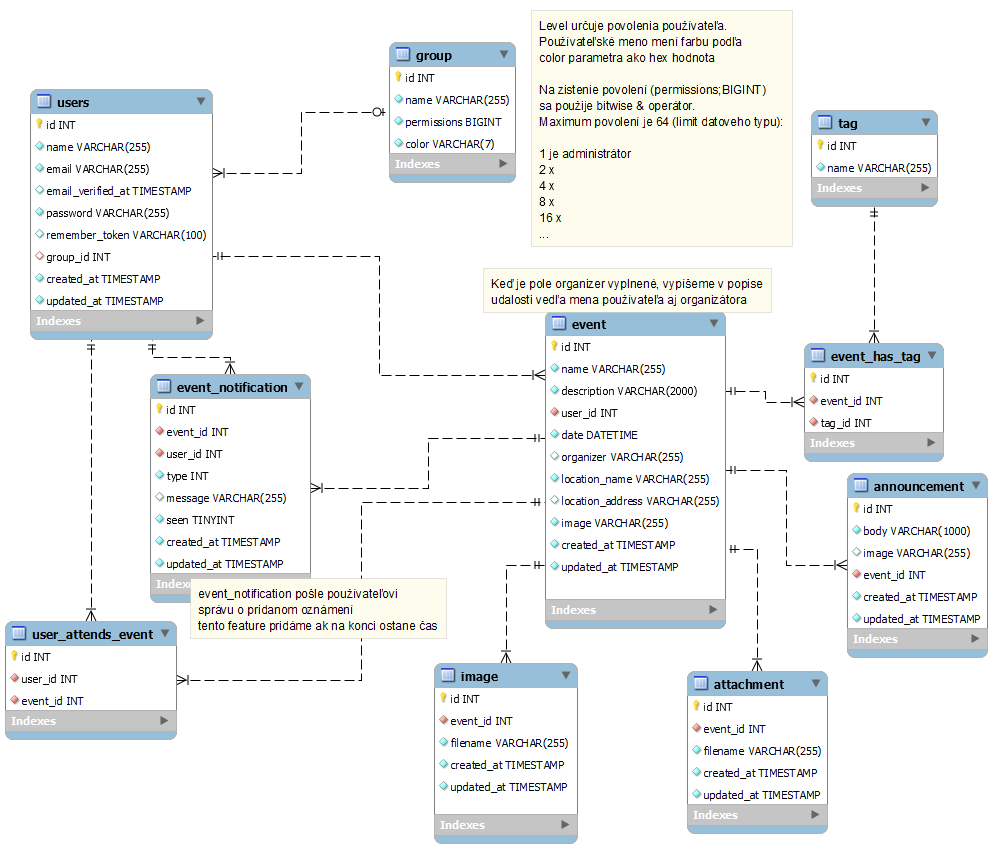 users
id INT
name VARCHAR(255)
email VARCHAR(255)
email_verified_at TIMESTAMP
password VARCHAR(255)
remember_token VARCHAR(100)
group_id INT
created_at TIMESTAMP
updated_at TIMESTAMP
Indexes
group
id INT
name VARCHAR(255)
permissions BIGINT
color VARCHAR(7)
Indexes
Level určuje povolenia používateľa.
Používateľské meno mení farbu podľa
color parametra ako hex hodnota
Na zistenie povolení (permissions;BIGINT)
sa použije bitwise & operátor.
Maximum povolení je 64 (limit datoveho typu):
1 je administrátor
2 x
4 x
8 x
16 x
...
tag
id INT
name VARCHAR(255)
Indexes
Keď je pole organizer vyplnené, vypíšeme v popise
udalosti vedľa mena používateľa aj organizátora
event
id INT
name VARCHAR(255)
description VARCHAR(2000)
user_id INT
date DATETIME
organizer VARCHAR(255)
location_name VARCHAR(255)
location_address VARCHAR(255)
image VARCHAR(255)
created_at TIMESTAMP
updated_at TIMESTAMP
Indexes
event_has_tag
id INT
event_id INT
tag_id INT
Indexes
event_notification
id INT
event_id INT
user_id INT
type INT
message VARCHAR(255)
seen TINYINT
created_at TIMESTAMP
updated_at TIMESTAMP
Indexes
event_notification pošle používateľovi
správu o pridanom oznámení
tento feature pridáme ak na konci ostane čas
announcement
id INT
body VARCHAR(1000)
image VARCHAR(255)
event_id INT
created_at TIMESTAMP
updated_at TIMESTAMP
Indexes
user_attends_event
id INT
user_id INT
event_id INT
Indexes
image
id INT
event_id INT
filename VARCHAR(255)
created_at TIMESTAMP
updated_at TIMESTAMP
Indexes
attachment
id INT
event_id INT
filename VARCHAR(255)
created_at TIMESTAMP
updated_at TIMESTAMP
Indexes